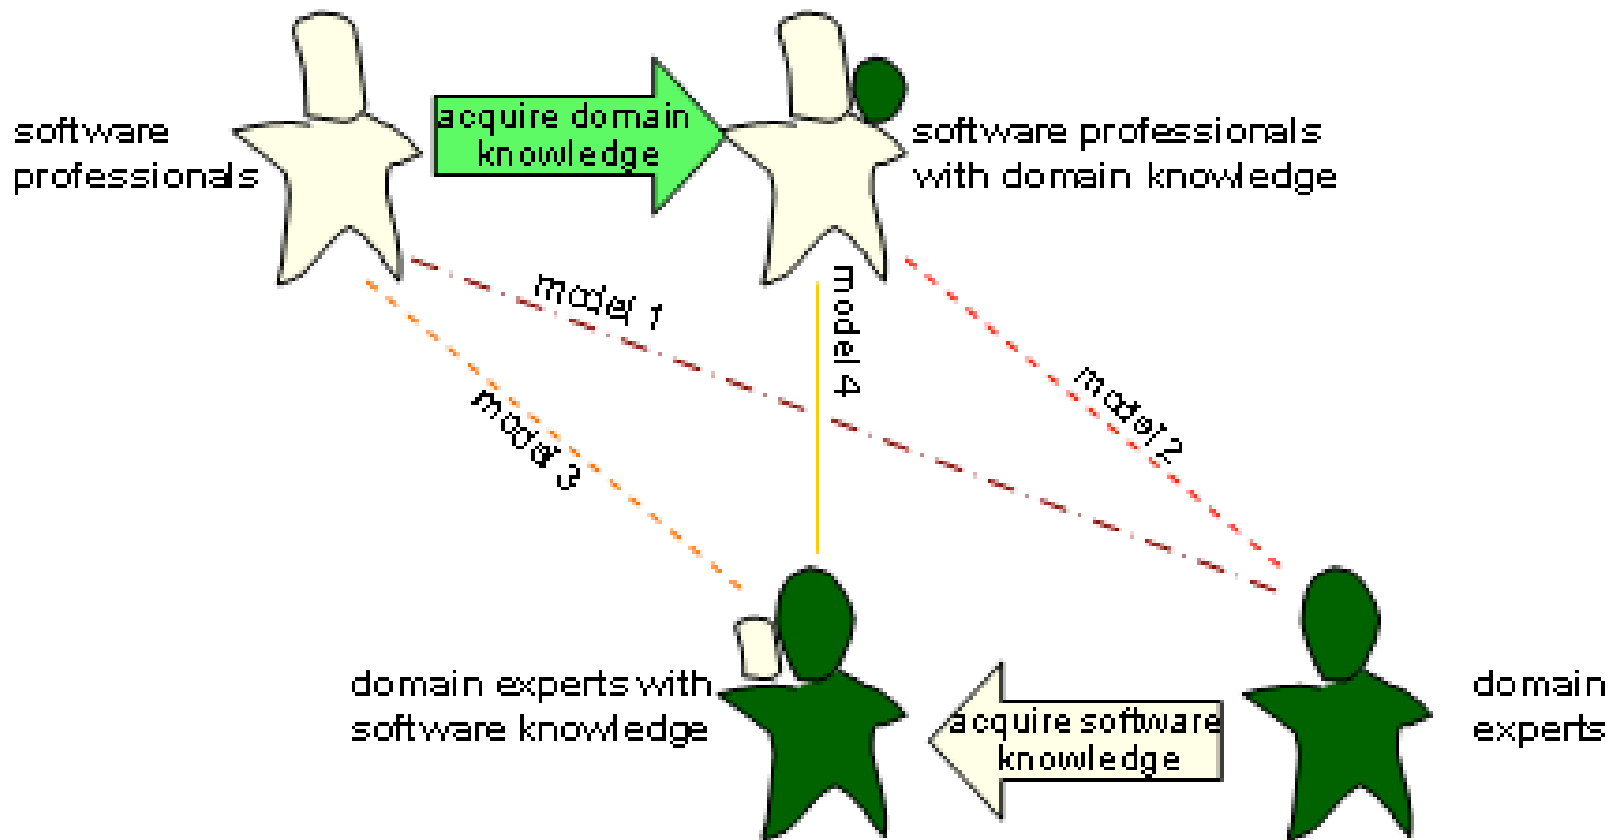 software
professionals
acquire domain
knowledge
software professionals
with domain knowledge
model 1
model 4
model 2
model 3
domain experts with
software knowledge
acquire software
knowledge
domain
experts